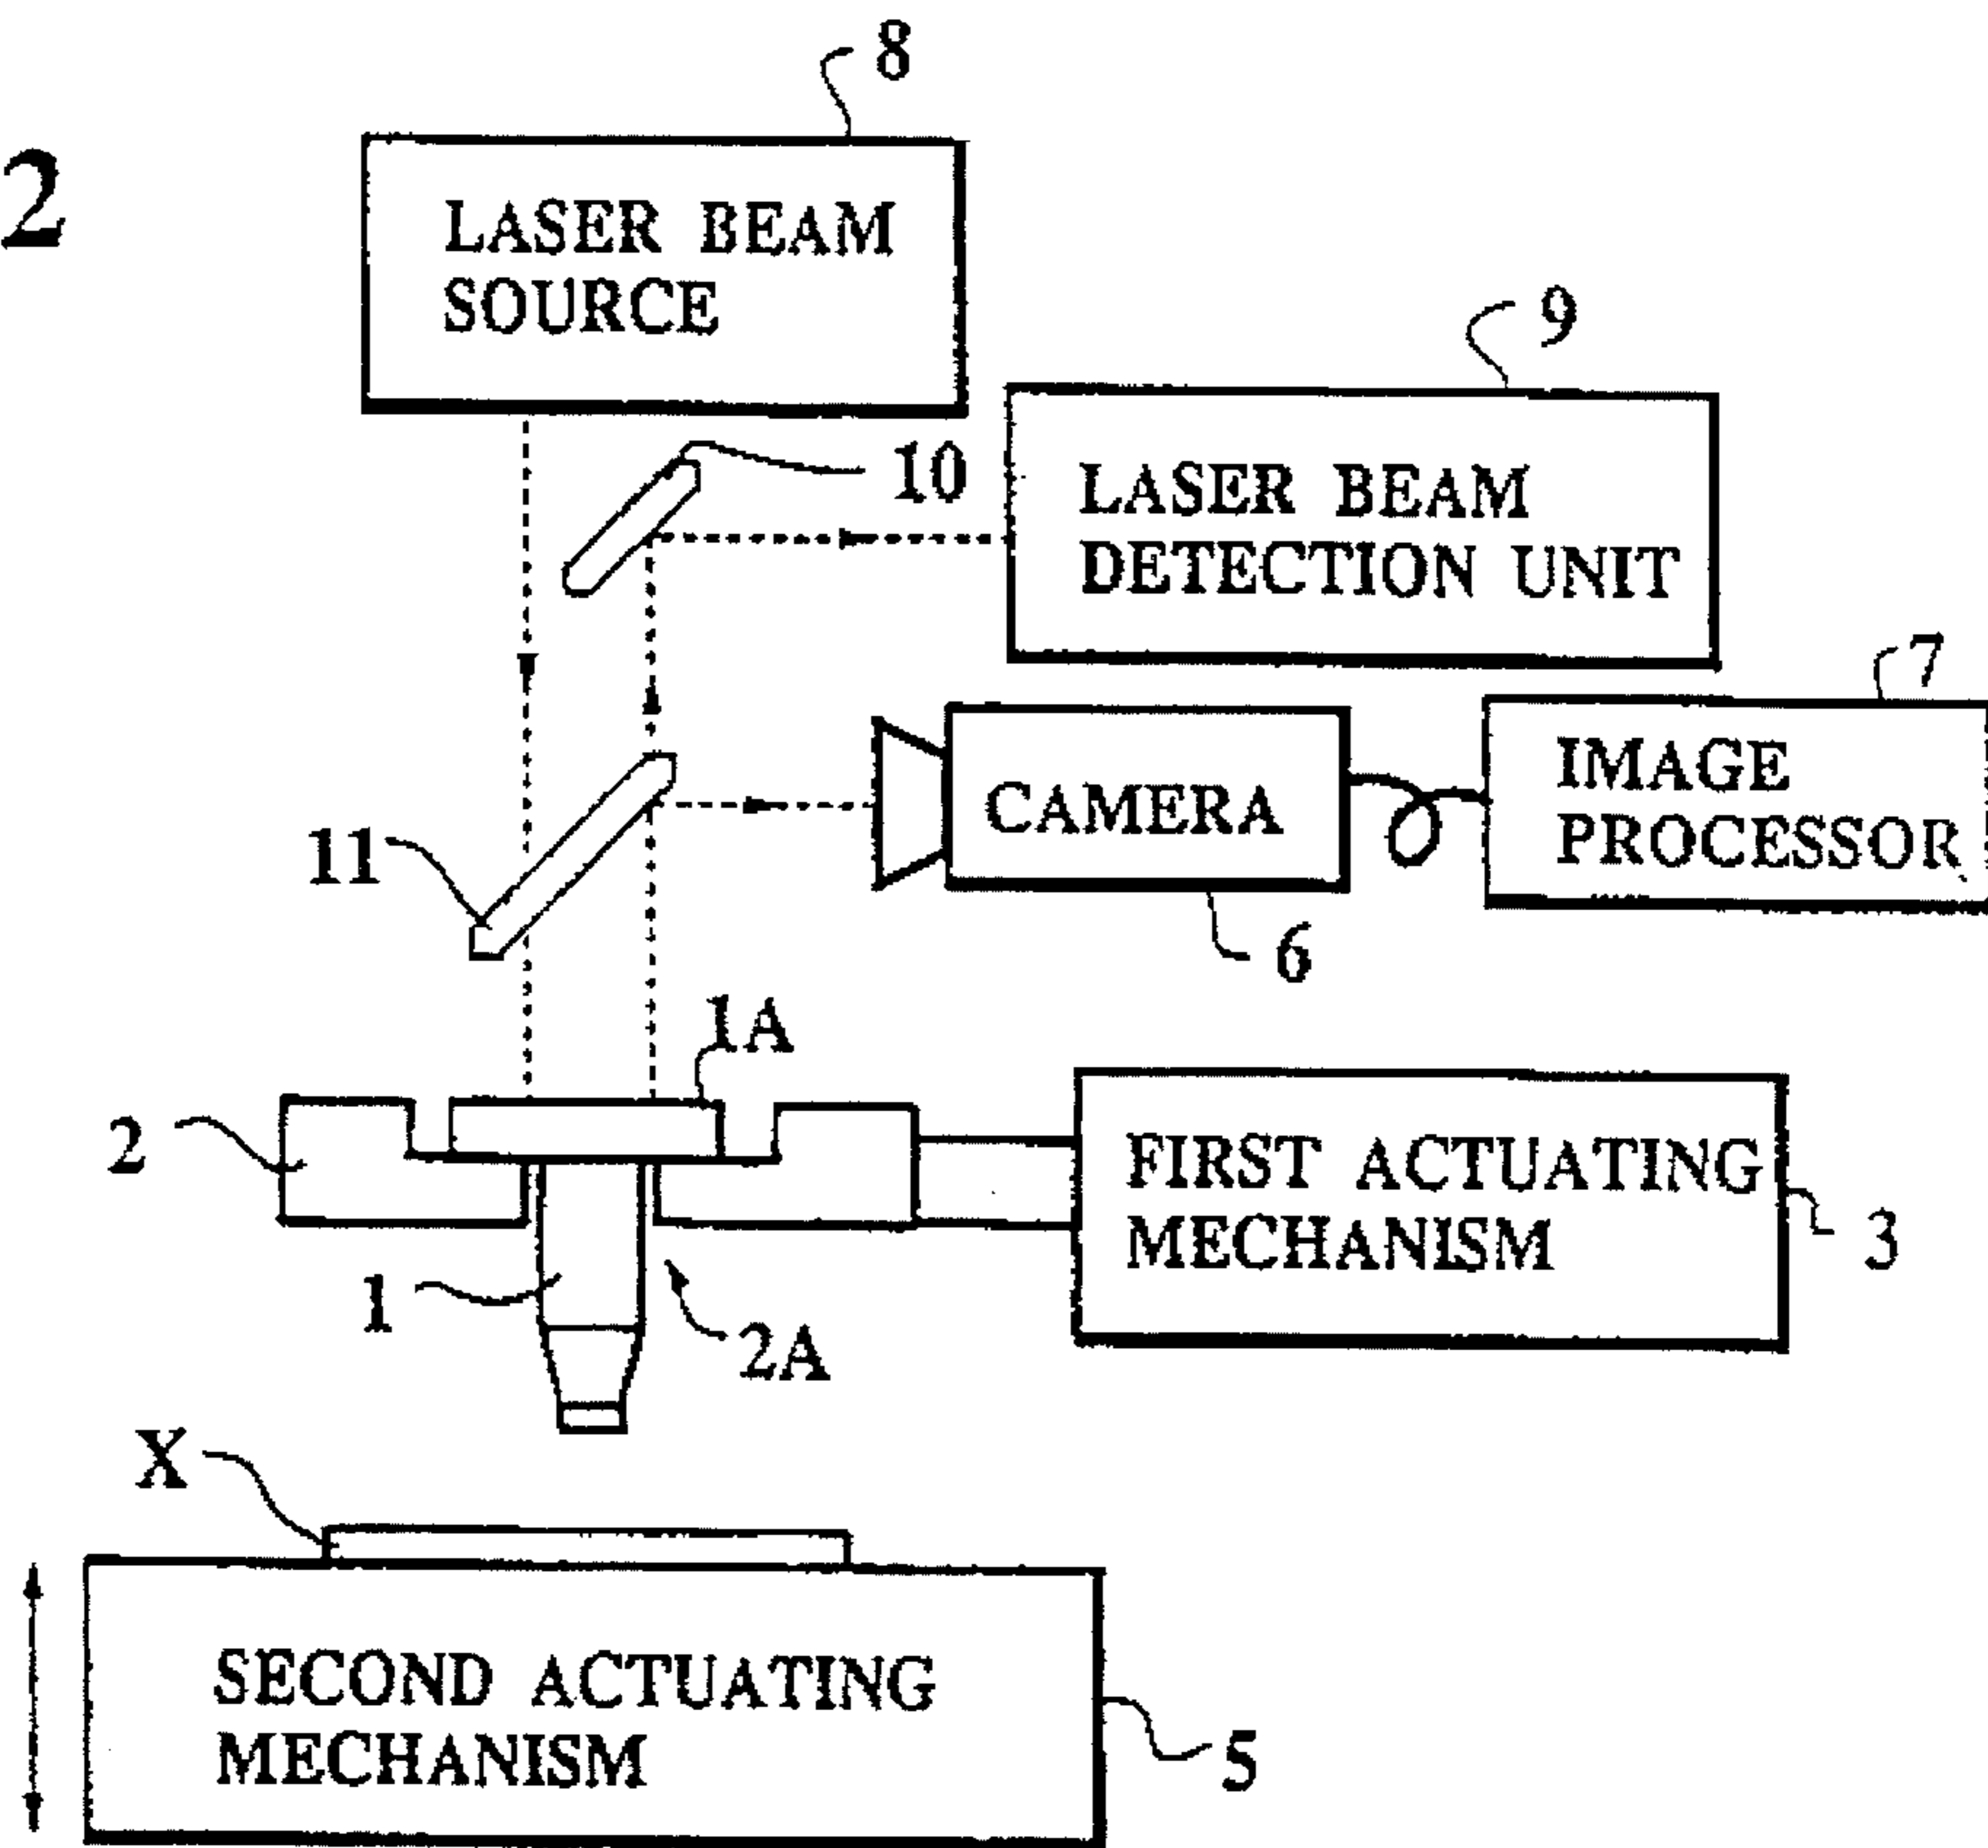 2
8
LASER BEAM
SOURCE
9
10
LASER BEAM
DETECTION UNIT
7
IMAGE
PROCESSOR
CAMERA
11
6
1A
2
FIRST ACTUATING
MECHANISM
3
1
2A
X
SECOND ACTUATING
MECHANISM
5